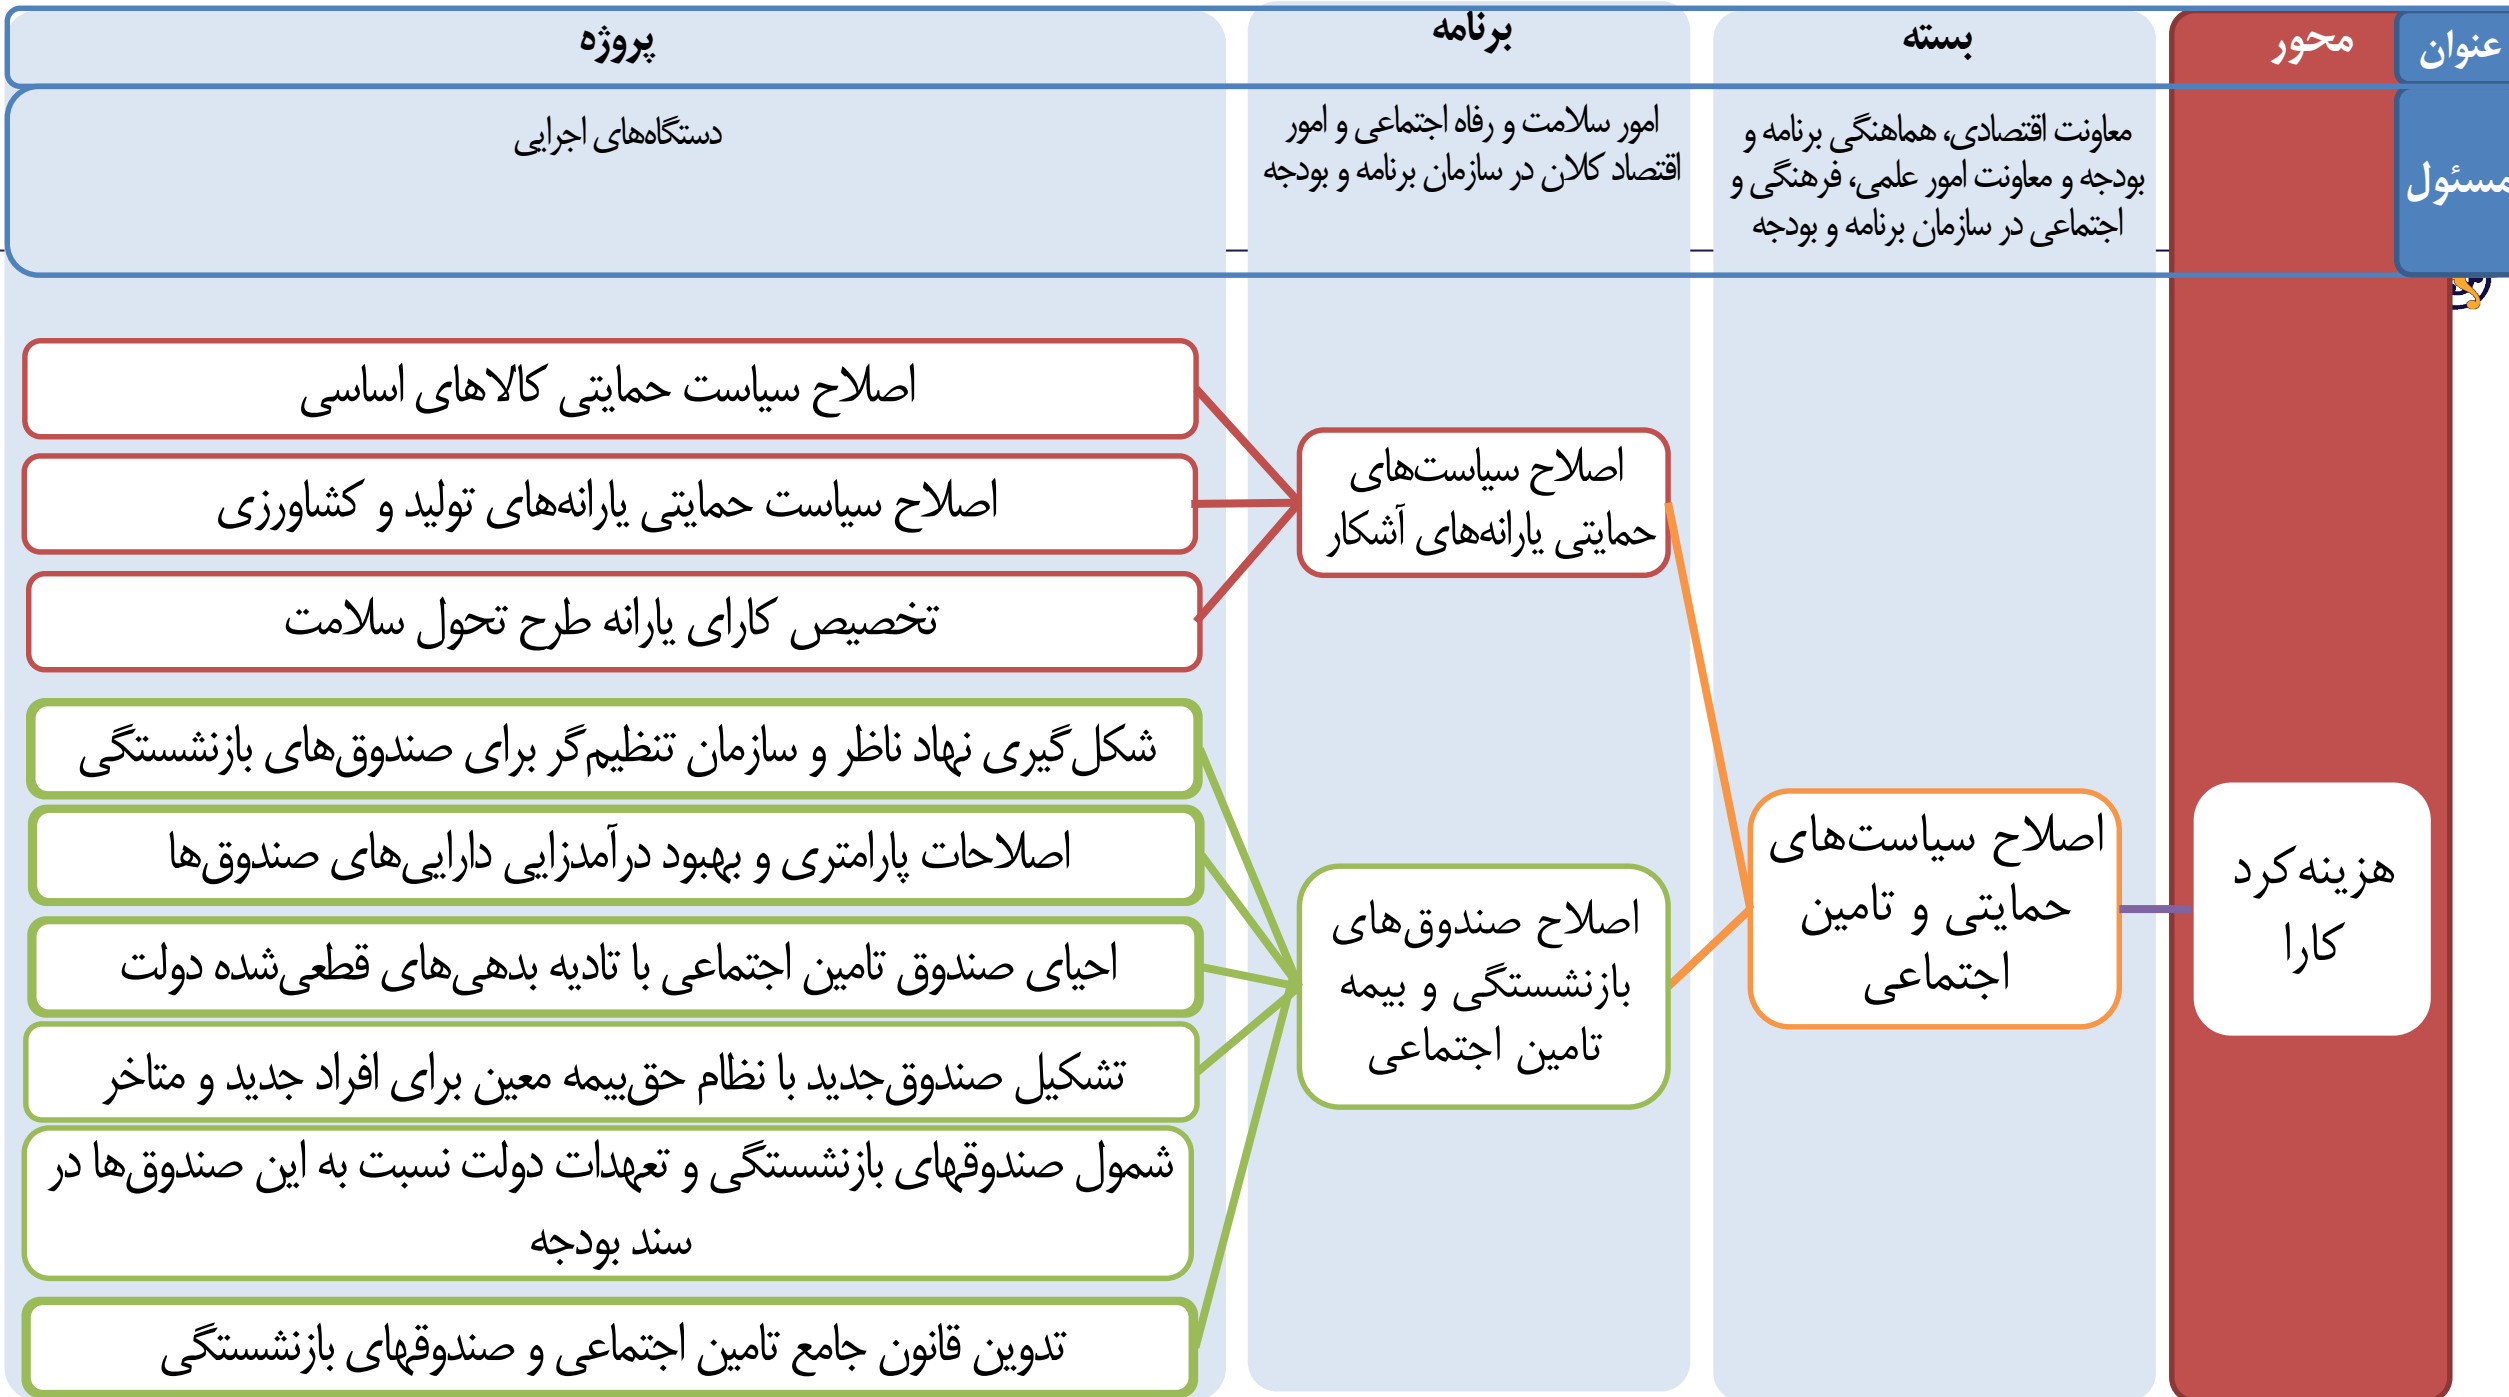 عنوان
محور
بسته
برنامه
پروژه
مسئول
معاونت اقتصادی، هماهنگی برنامه و
بودجه و معاونت امور علمی، فرهنگی و
اجتماعی در سازمان برنامه و بودجه
امور سلامت و رفاه اجتماعی و امور
اقتصاد کلان در سازمان برنامه و بودجه
دستگاه‌های اجرایی
هزینه‌کرد
کارا
اصلاح سیاست‌های
حمایتی و تامین
اجتماعی
اصلاح سیاست‌های
حمایتی یارانه‌های آشکار
اصلاح سیاست حمایتی کالاهای اساسی
اصلاح سیاست حمایتی یارانه‌های تولید و کشاورزی
تخصیص کارای یارانه طرح تحول سلامت
اصلاح صندوق‌های
بازنشستگی و بیمه
تامین اجتماعی
شکل‌گیری نهاد ناظر و سازمان تنظیم‌گر برای صندوق‌های بازنشستگی
اصلاحات پارامتری و بهبود درآمدزایی دارایی‌های صندوق‌ها
احیای صندوق تامین اجتماعی با تادیه بدهی‌های قطعی‌شده دولت
تشکیل صندوق‌جدید با نظام حق‌بیمه معین برای افراد جدید و متاخر
شمول صندوقهای بازنشستگی و تعهدات دولت نسبت به این صندوق‌ها در
سند بودجه
تدوین قانون جامع تامین اجتماعی و صندوقهای بازنشستگی